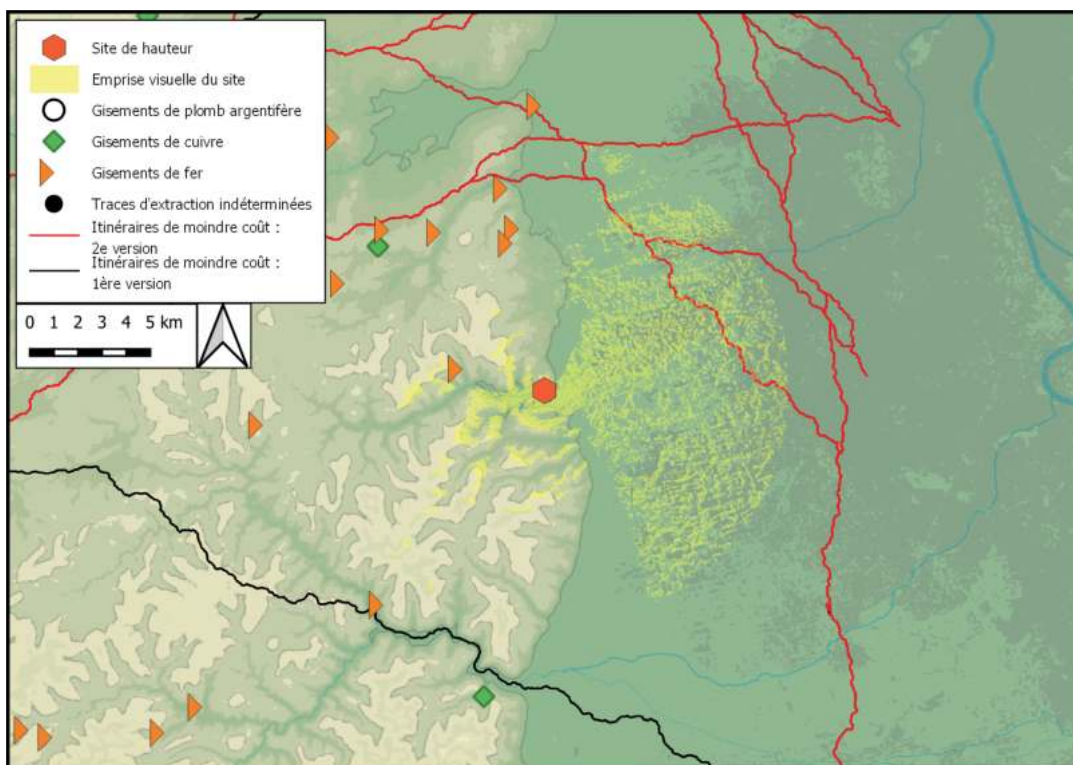 Site de hauteur
Emprise visuelle du site
Gisements de plomb argentifère
Gisements de cuivre
Gisements de fer
Traces d'extraction indéterminées
Itinéraires de moindre coût :
2e version
Itinéraires de moindre coût :
1ère version
0 1 2 3 4 5 km